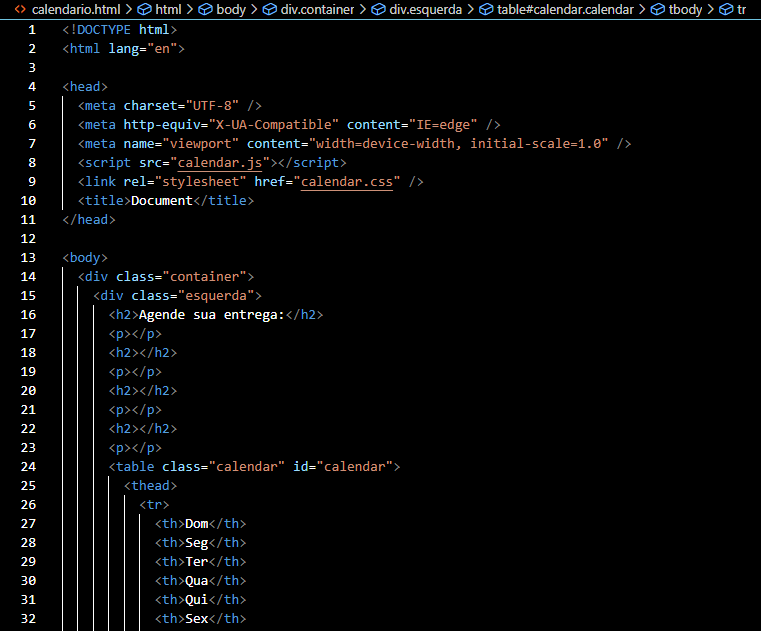 calendario.html > html > body > div.container > div.esquerda > table#calendar.calendar > tbody > tr
1 <!DOCTYPE html>
2 <html lang="en">
3
4 <head>
5 <meta charset="UTF-8" />
6 <meta http-equiv="X-UA-Compatible" content="IE=edge" />
7 <meta name="viewport" content="width=device-width, initial-scale=1.0" />
8 <script src="calendar.js"></script>
9 <link rel="stylesheet" href="calendar.css" />
10 <title>Document</title>
11 </head>
12
13 <body>
14 <div class="container">
15 <div class="esquerda">
16 <h2>Agende sua entrega:</h2>
17 <p></p>
18 <h2></h2>
19 <p></p>
20 <h2></h2>
21 <p></p>
22 <h2></h2>
23 <p></p>
24 <table class="calendar" id="calendar">
25 <thead>
26 <tr>
27 <th>Dom</th>
28 <th>Seg</th>
29 <th>Ter</th>
30 <th>Qua</th>
31 <th>Qui</th>
32 <th>Sex</th>